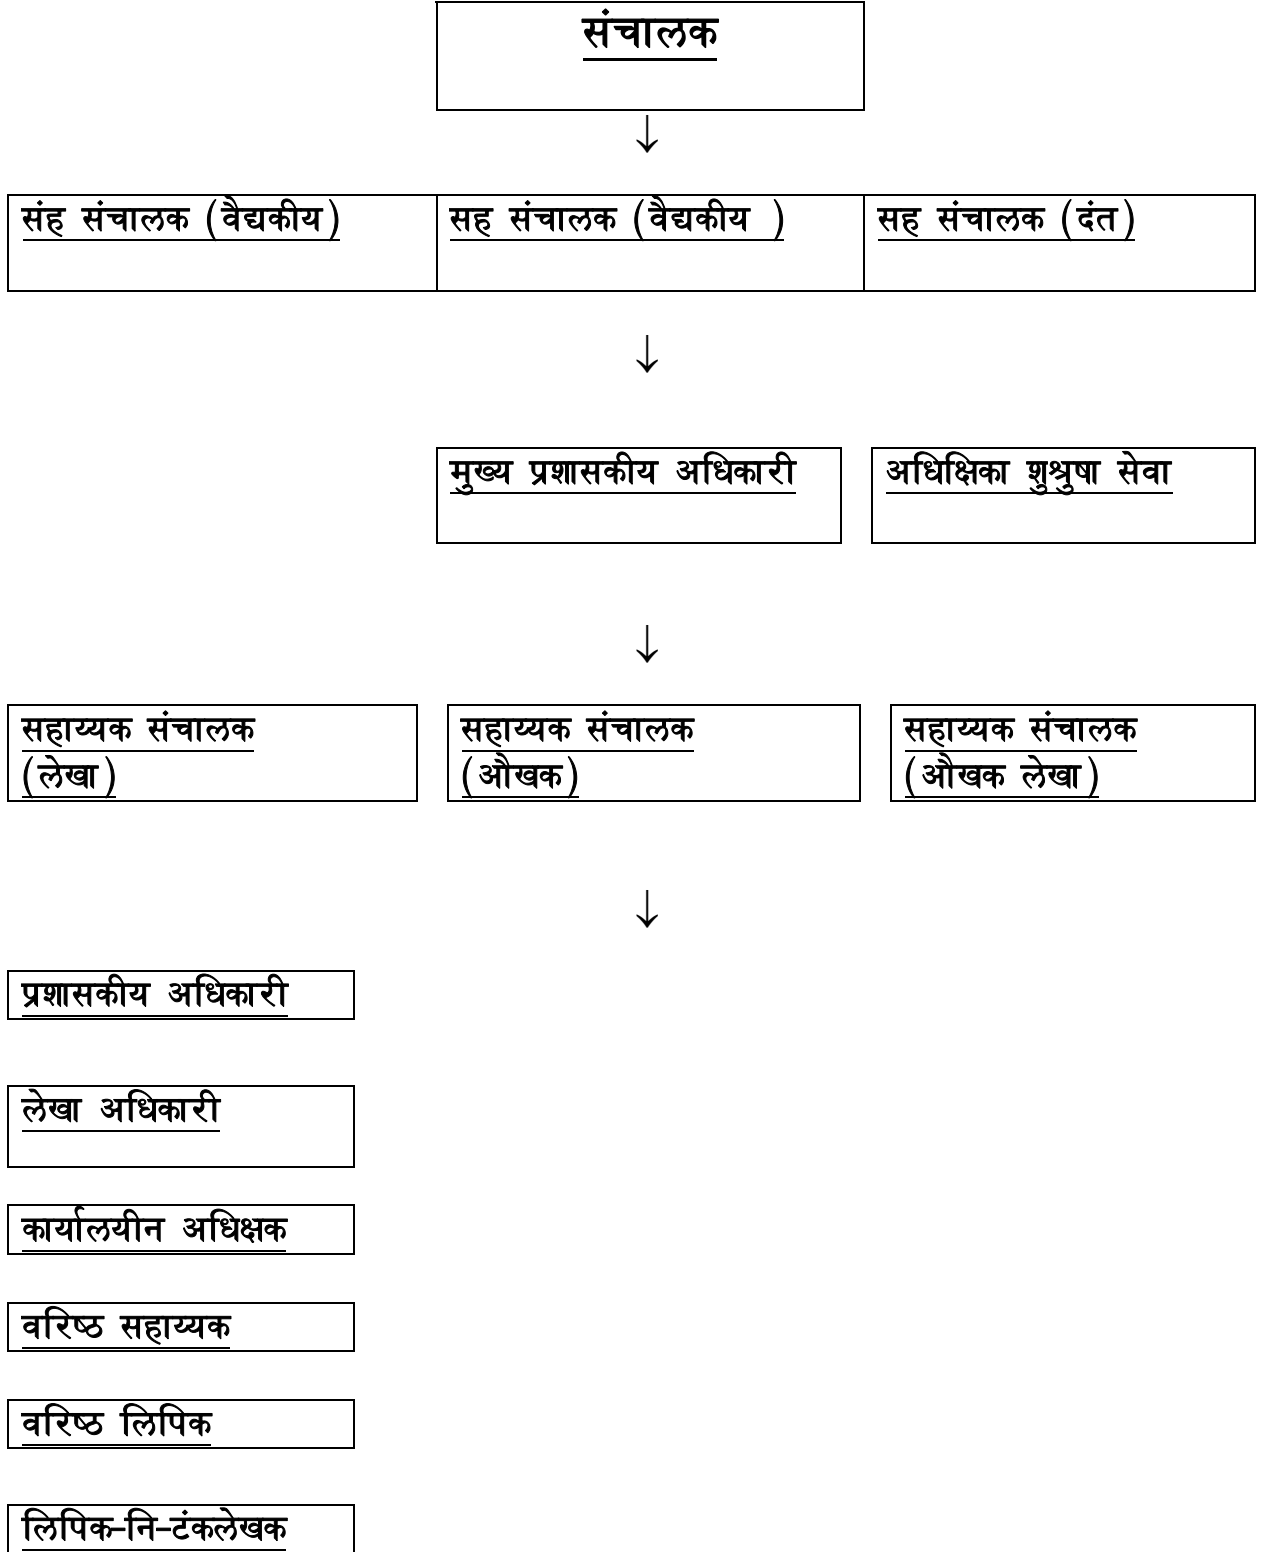 संचालक
↓
संह संचालक (वैद्यकीय) सह संचालक (वैद्यकीय ) सह संचालक (दंत)
↓
मुख्य प्रशासकीय अधिकारी अधिक्षिका शुश्रुषा सेवा
↓
सहाय्यक संचालक सहाय्यक संचालक सहाय्यक संचालक
(लेखा) (औखक) (औखक लेखा)
↓
प्रशासकीय अधिकारी
लेखा अधिकारी
कार्यालयीन अधिक्षक
वरिष्ठ सहाय्यक
वरिष्ठ लिपिक
लिपिक-नि-टंकलेखक